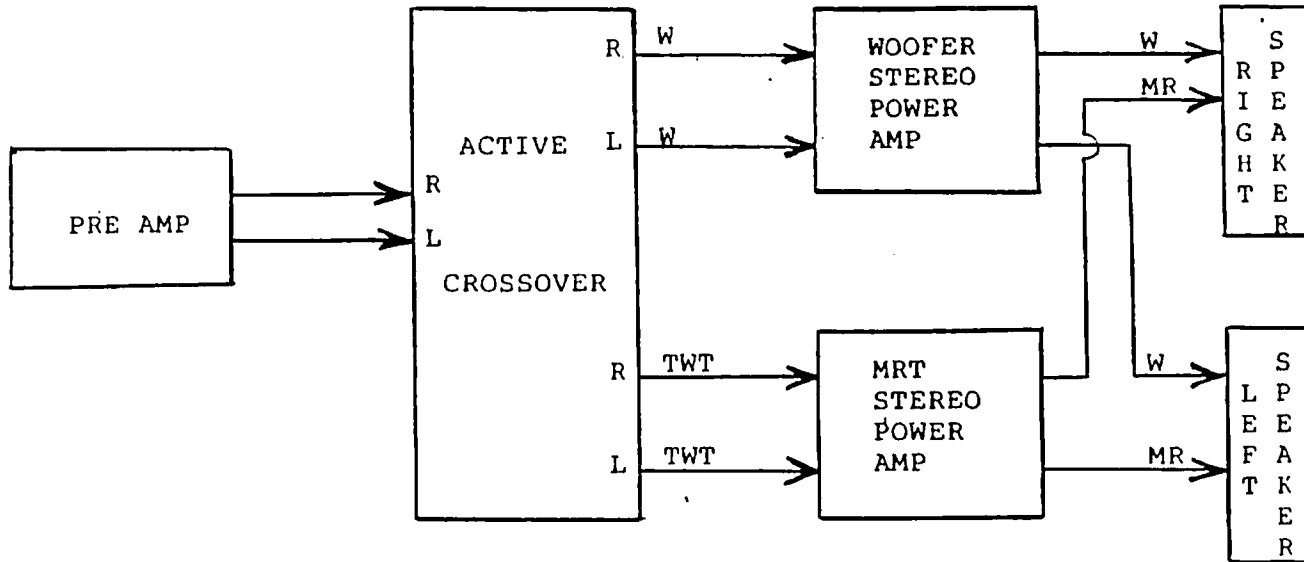 PRE AMP
R
L
ACTIVE
CROSSOVER
R
L
R
L
W
W
TWT
TWT
WOOFER
STEREO
POWER
AMP
MRT
STEREO
POWER
AMP
W
MR
W
MR
RIGHT
SPEAKER
LEFT
SPEAKER